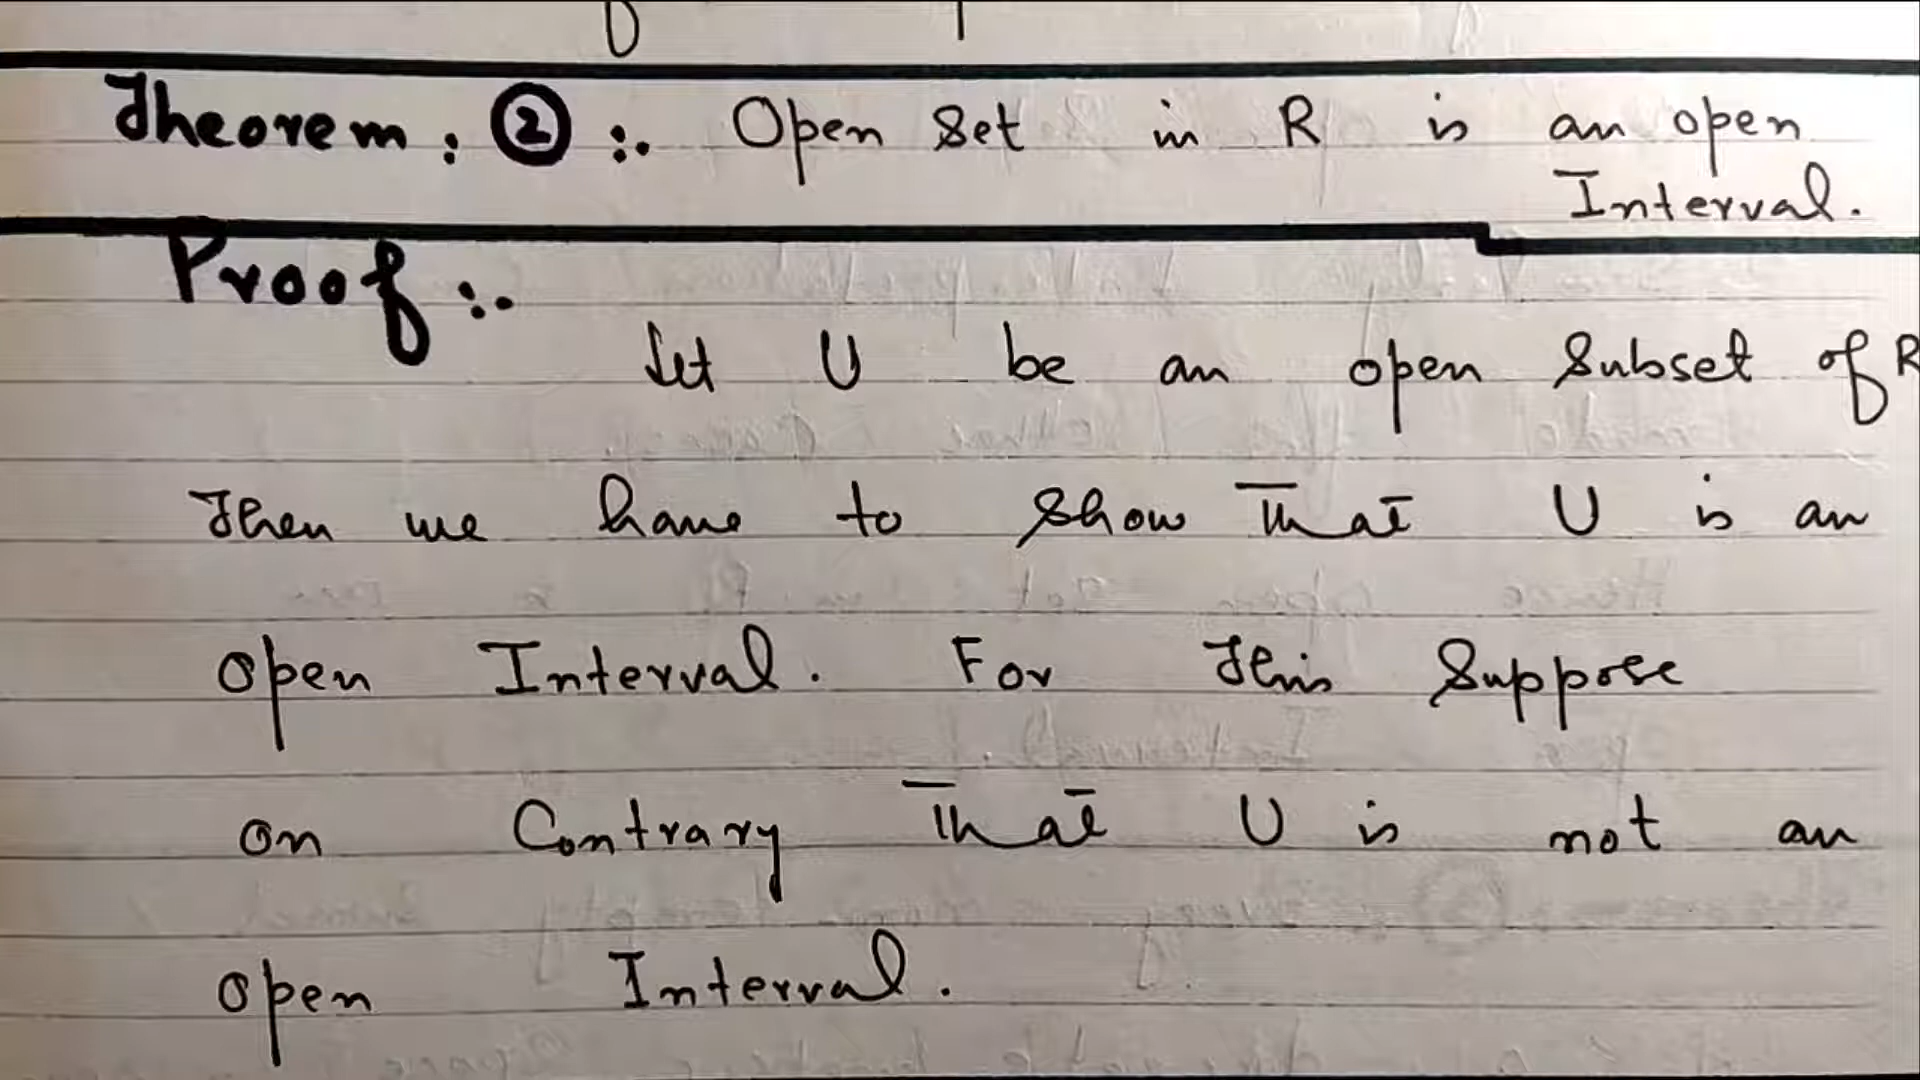 Theorem : ② :. Open Set in R is an open
Interval.
Proof :.
Let U be an open Subset of R
Then we have to show That U is an
open Interval. For This Suppose
on Contrary That U is not an
open Interval.